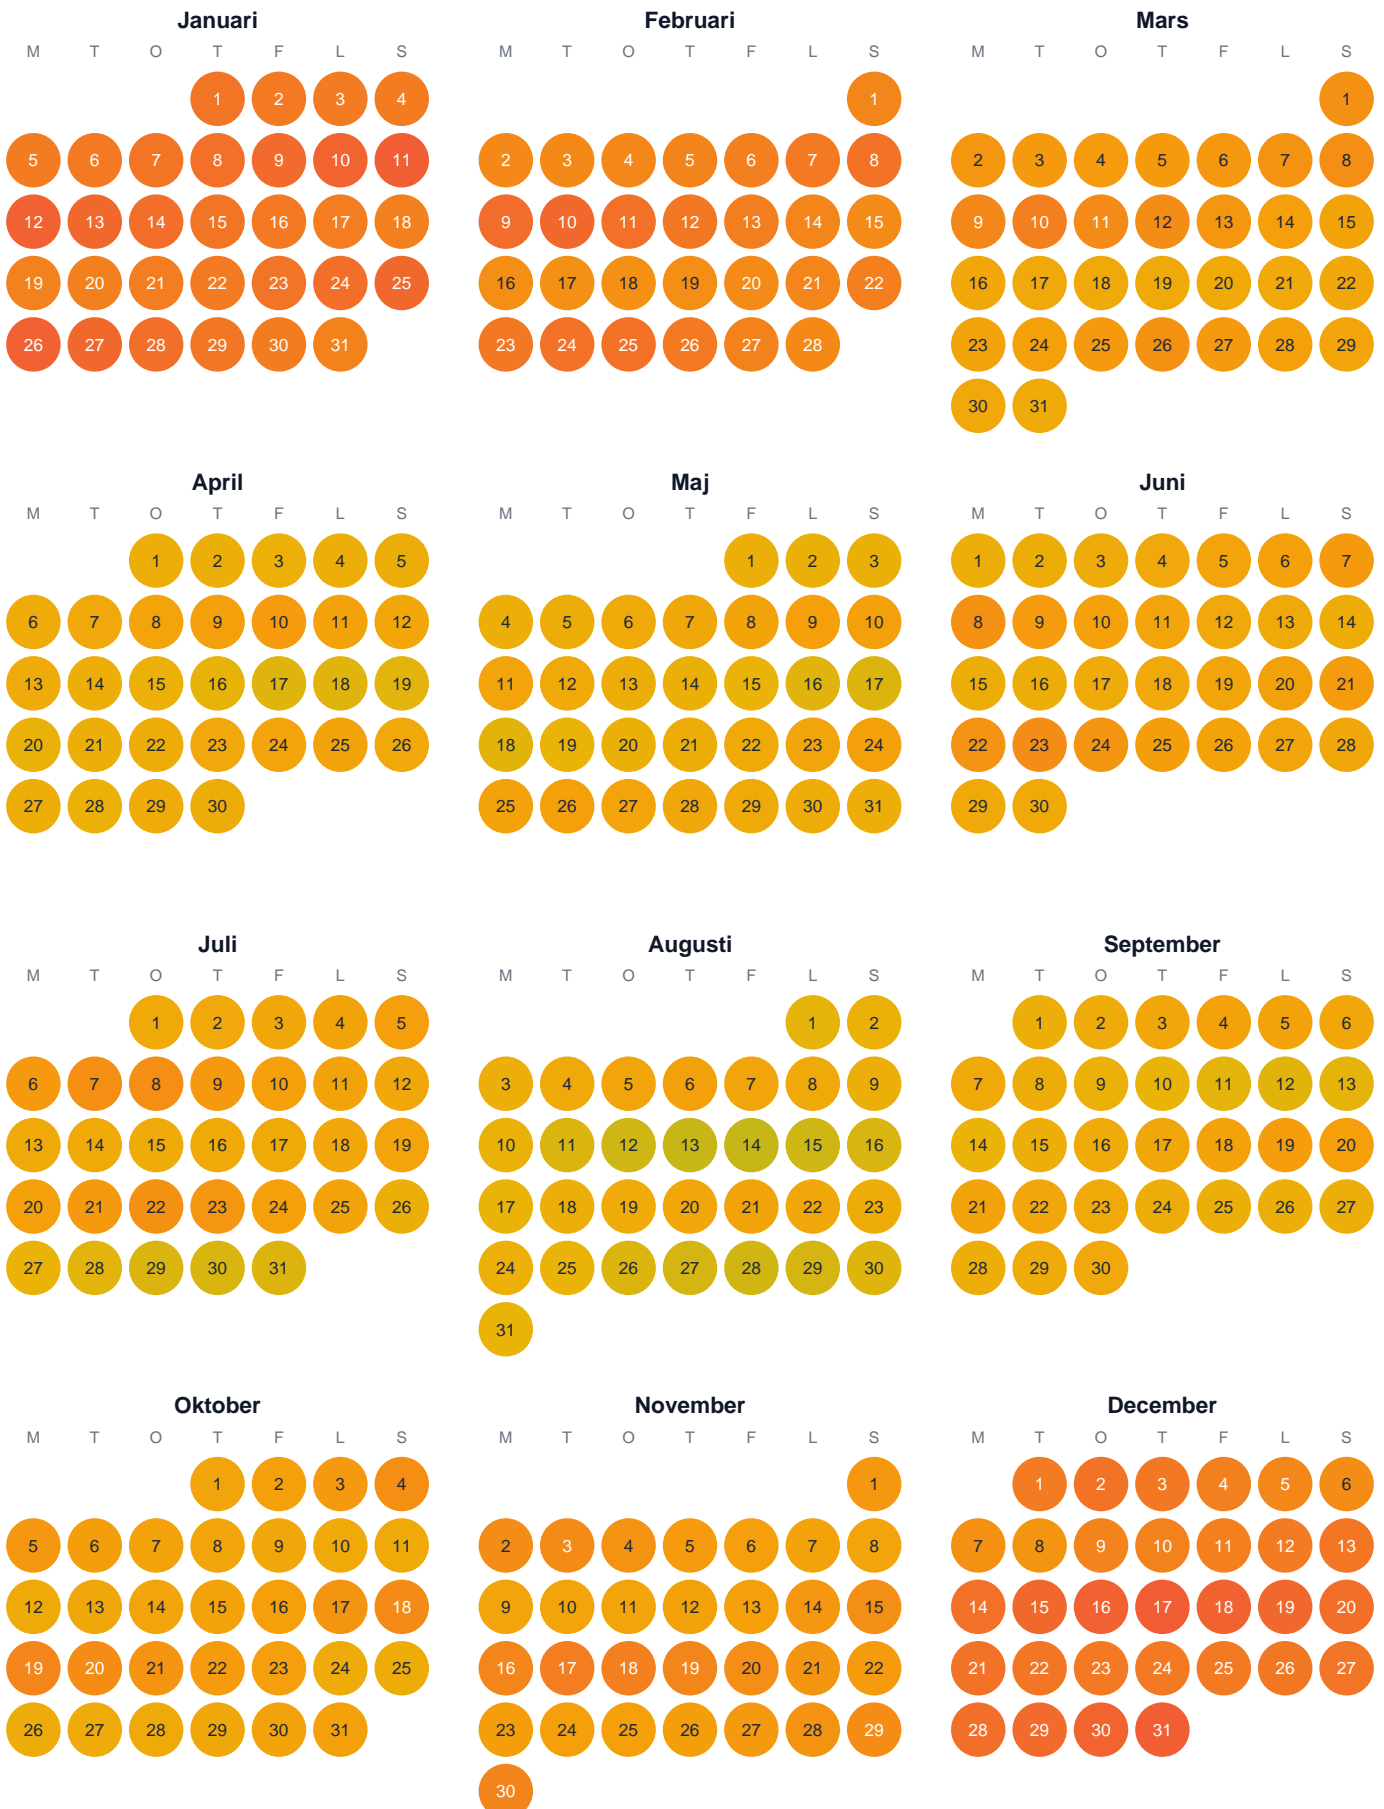 Januari Februari Mars
M T O T F L S M T O T F L S M T O T F L S
1 2 3 4 1 1
5 6 7 8 9 10 11 2 3 4 5 6 7 8 2 3 4 5 6 7 8
12 13 14 15 16 17 18 9 10 11 12 13 14 15 9 10 11 12 13 14 15
19 20 21 22 23 24 25 16 17 18 19 20 21 22 16 17 18 19 20 21 22
26 27 28 29 30 31 23 24 25 26 27 28 23 24 25 26 27 28 29
30 31
April Maj Juni
M T O T F L S M T O T F L S M T O T F L S
1 2 3 4 5 1 2 3 1 2 3 4 5 6 7
6 7 8 9 10 11 12 4 5 6 7 8 9 10 8 9 10 11 12 13 14
13 14 15 16 17 18 19 11 12 13 14 15 16 17 15 16 17 18 19 20 21
20 21 22 23 24 25 26 18 19 20 21 22 23 24 22 23 24 25 26 27 28
27 28 29 30 25 26 27 28 29 30 31 29 30
Juli Augusti September
M T O T F L S M T O T F L S M T O T F L S
1 2 3 4 5 1 2 1 2 3 4 5 6
6 7 8 9 10 11 12 3 4 5 6 7 8 9 7 8 9 10 11 12 13
13 14 15 16 17 18 19 10 11 12 13 14 15 16 14 15 16 17 18 19 20
20 21 22 23 24 25 26 17 18 19 20 21 22 23 21 22 23 24 25 26 27
27 28 29 30 31 24 25 26 27 28 29 30 28 29 30
31
Oktober November December
M T O T F L S M T O T F L S M T O T F L S
1 2 3 4 1 1 2 3 4 5 6
5 6 7 8 9 10 11 2 3 4 5 6 7 8 7 8 9 10 11 12 13
12 13 14 15 16 17 18 9 10 11 12 13 14 15 14 15 16 17 18 19 20
19 20 21 22 23 24 25 16 17 18 19 20 21 22 21 22 23 24 25 26 27
26 27 28 29 30 31 23 24 25 26 27 28 29 28 29 30 31
30